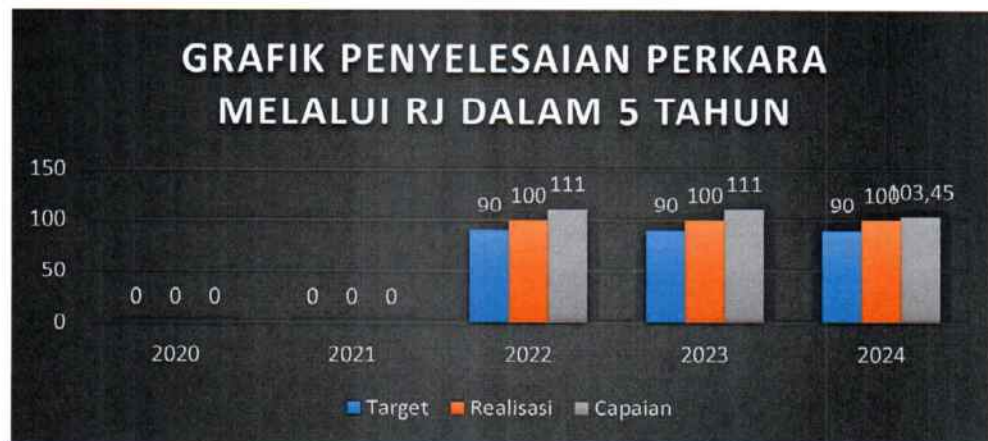 GRAFIK PENYELESAIAN PERKARA
MELALUI RJ DALAM 5 TAHUN
150
100
50
0
0 0 0
0 0 0
90 100 111
90 100 111
90 100 103,45
2020 2021 2022 2023 2024
Target Realisasi Capaian